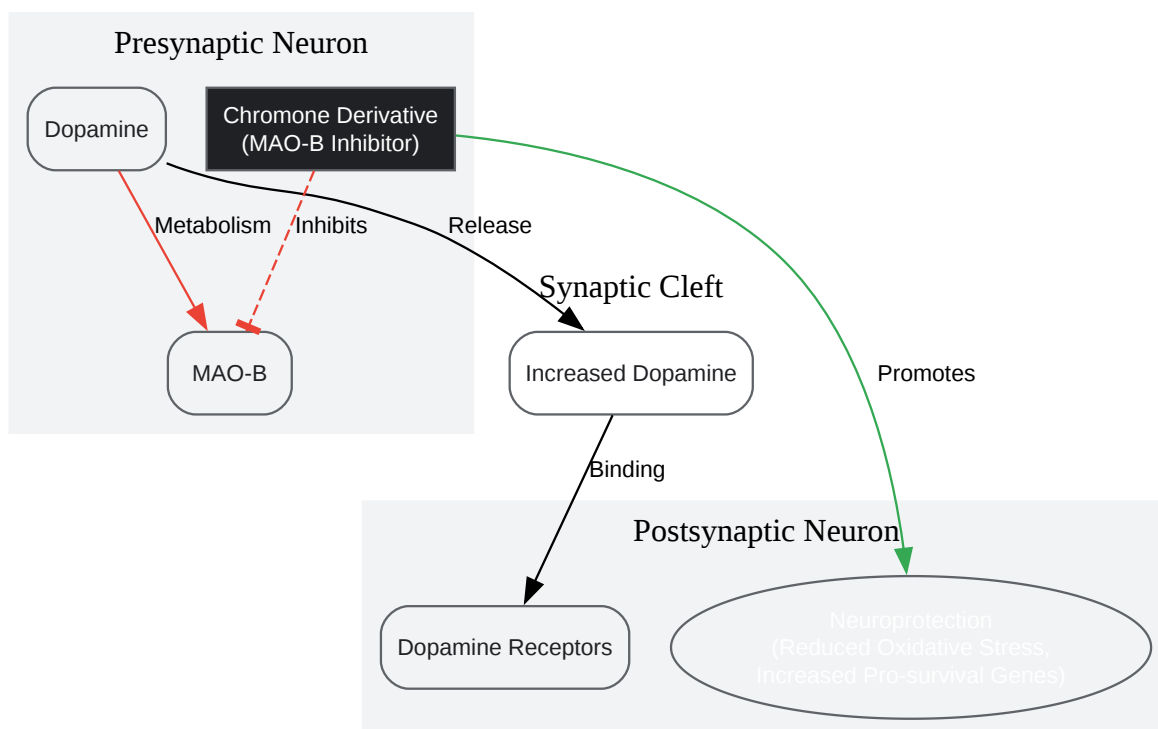 Presynaptic Neuron
Dopamine
Chromone Derivative
(MAO-B Inhibitor)
Metabolism
Inhibits
Release
Synaptic Cleft
MAO-B
Increased Dopamine
Promotes
Binding
Postsynaptic Neuron
Dopamine Receptors
Neuroprotection
(Reduced Oxidative Stress,
Increased Pro-survival Genes)